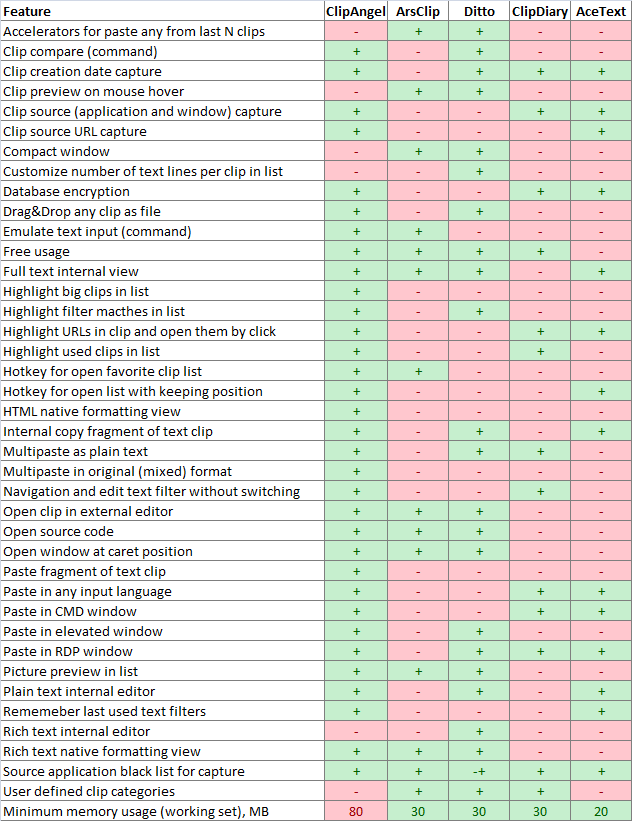 Feature ClipAngel ArsClip Ditto ClipDiary AceText
Accelerators for paste any from last N clips - + + - -
Clip compare (command) + - + - -
Clip creation date capture + - + + +
Clip preview on mouse hover - + + - -
Clip source (application and window) capture + - - + +
Clip source URL capture + - - - +
Compact window - + + - -
Customize number of text lines per clip in list - - + - -
Database encryption + - - + +
Drag&Drop any clip as file + - + - -
Emulate text input (command) + + - - -
Free usage + + + + -
Full text internal view + + + - +
Highlight big clips in list + - - - -
Highlight filter macthes in list + - + - -
Highlight URLs in clip and open them by click + - - + +
Highlight used clips in list + - - + -
Hotkey for open favorite clip list + + - - -
Hotkey for open list with keeping position + - - - +
HTML native formatting view + - - - -
Internal copy fragment of text clip + - + - +
Multipaste as plain text + - + + -
Multipaste in original (mixed) format + - - - -
Navigation and edit text filter without switching + - - + -
Open clip in external editor + + + - -
Open source code + + + - -
Open window at caret position + + + - -
Paste fragment of text clip + - - - -
Paste in any input language + - - + +
Paste in CMD window + - - + +
Paste in elevated window + - + - -
Paste in RDP window + - + + +
Picture preview in list + + + - -
Plain text internal editor + - + - +
Rememeber last used text filters + - - - +
Rich text internal editor - - + - -
Rich text native formatting view + + + - -
Source application black list for capture + + -+ + +
User defined clip categories - + + + -
Minimum memory usage (working set), MB 80 30 30 30 20